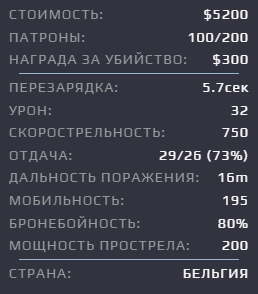 СТОИМОСТЬ: $5200
ПАТРОНЫ: 100/200
НАГРАДА ЗА УБИЙСТВО: $300
ПЕРЕЗАРЯДКА: 5.7сек
УРОН: 32
СКОРОСТРЕЛЬНОСТЬ: 750
ОТДАЧА: 29/26 (73%)
ДАЛЬНОСТЬ ПОРАЖЕНИЯ: 16m
МОБИЛЬНОСТЬ: 195
БРОНЕБОЙНОСТЬ: 80%
МОЩНОСТЬ ПРОСТРЕЛА: 200
СТРАНА: БЕЛЬГИЯ